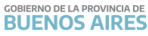 GOBIERNO DE LA PROVINCIA DE
BUENOS AIRES